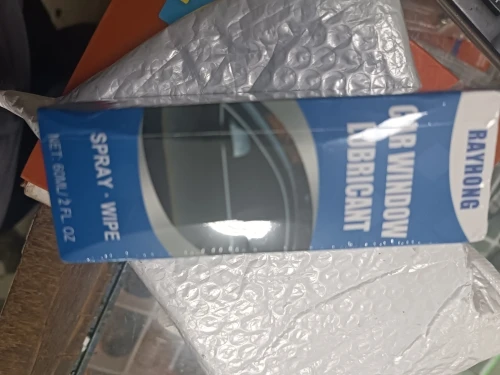 RAYHONG
CAR WINDOW
LUBRICANT
SPRAY · WIPE
NET: 60ML/ 2 FL. OZ